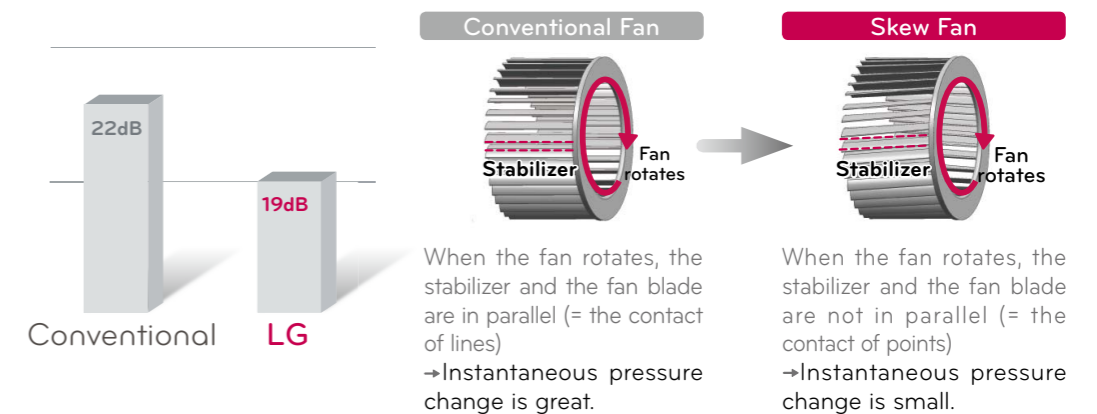 22dB
19dB
Conventional
LG
Conventional Fan
Stabilizer
Fan
rotates
When the fan rotates, the
stabilizer and the fan blade
are in parallel (= the contact
of lines)
→Instantaneous pressure
change is great.
Skew Fan
Stabilizer
Fan
rotates
When the fan rotates, the
stabilizer and the fan blade
are not in parallel (= the
contact of points)
→Instantaneous pressure
change is small.